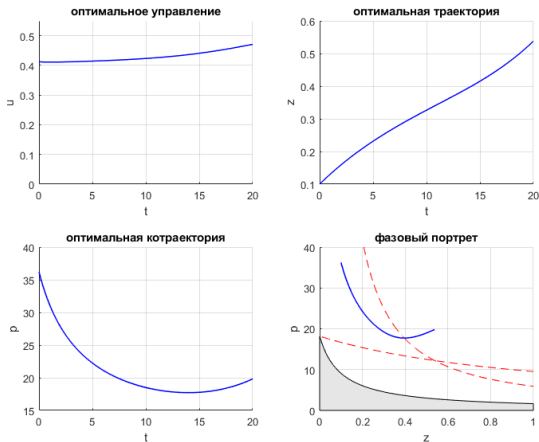 оптимальное управление
0.5
0.4
0.3
0.2
0.1
0
u
0 5 10 15 20
t
оптимальная траектория
0.6
0.5
0.4
0.3
0.2
0.1
z
0 5 10 15 20
t
оптимальная котраектория
40
35
30
25
20
15
p
0 5 10 15 20
t
фазовый портрет
40
30
20
10
0
p
0 0.2 0.4 0.6 0.8 1
z